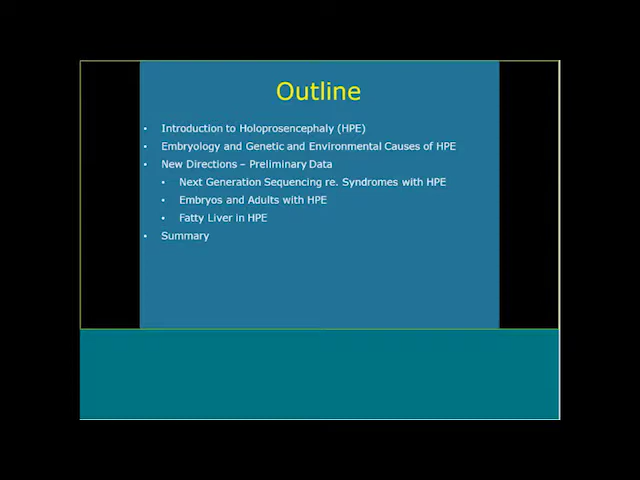 Outline
• Introduction to Holoprosencephaly (HPE)
• Embryology and Genetic and Environmental Causes of HPE
• New Directions – Preliminary Data
• Next Generation Sequencing re. Syndromes with HPE
• Embryos and Adults with HPE
• Fatty Liver in HPE
• Summary